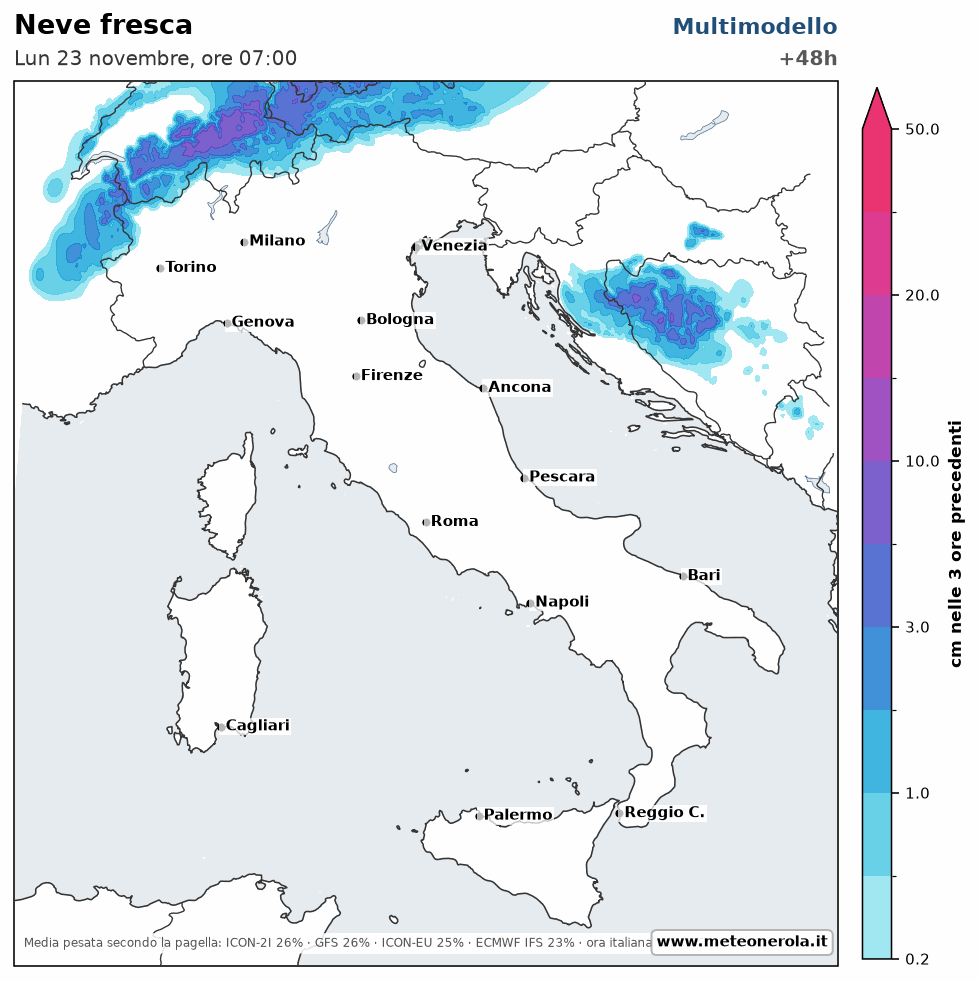 Neve fresca
Multimodello
Lun 23 novembre, ore 07:00
+48h
50.0
Milano
Venezia
Torino
20.0
Bologna
Genova
Firenze
Ancona
10.0
Pescara
Roma
Bari
Napoli
3.0
cm nelle 3 ore precedenti
Cagliari
1.0
Palermo
Reggio C.
Media pesata secondo la pagella: ICON-2I 26% · GFS 26% · ICON-EU 25% · ECMWF IFS 23% · ora italiana
www.meteonerola.it
0.2